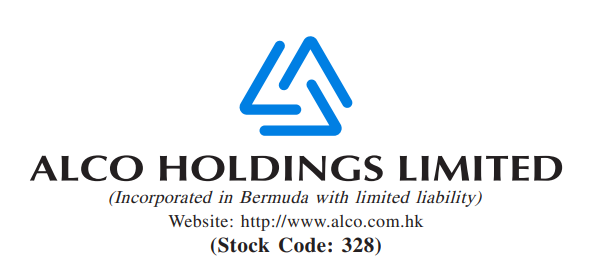 ALCO HOLDINGS LIMITED
(Incorporated in Bermuda with limited liability)
Website: http://www.alco.com.hk
(Stock Code: 328)